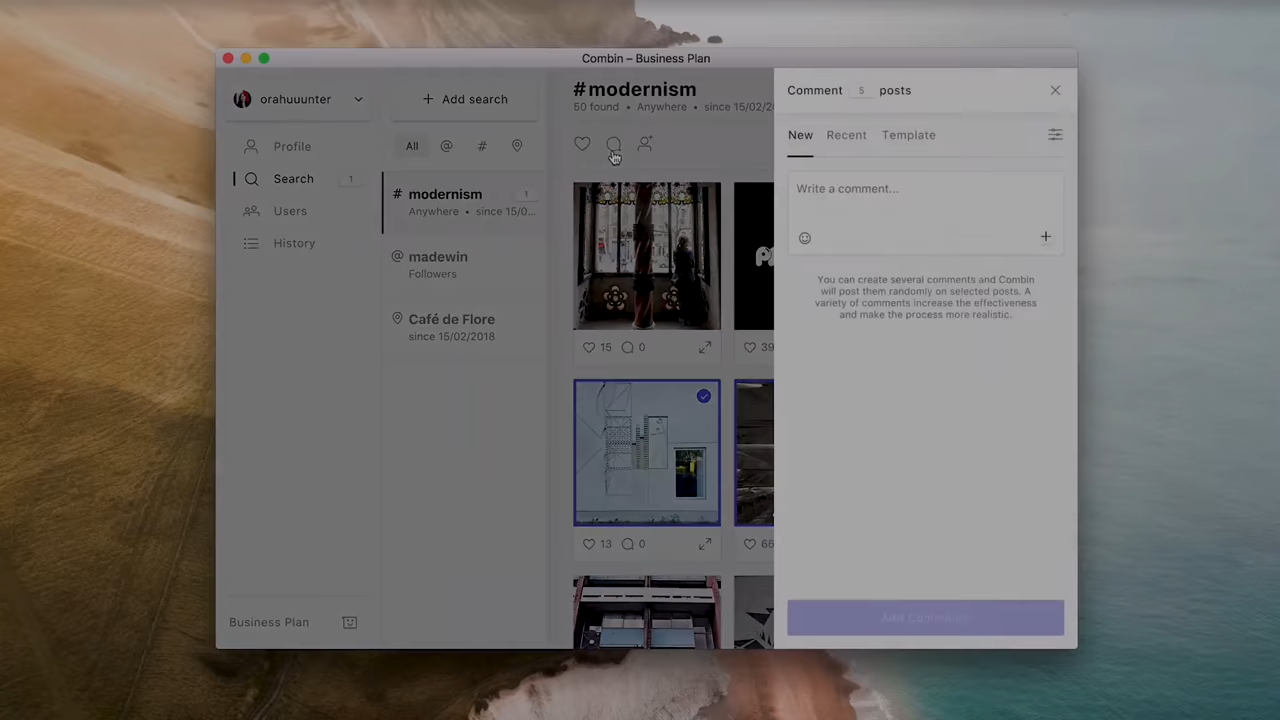 Combin – Business Plan
orahuuunter
Profile
Search 1
Users
History
Business Plan
+ Add search
All @ #
# modernism 1
Anywhere • since 15/0...
@ madewin
Followers
Café de Flore
since 15/02/2018
#modernism
50 found • Anywhere • since 15/02/2
15 0
39
13 0
66
Comment 5 posts
New Recent Template
Write a comment...
You can create several comments and Combin
will post them randomly on selected posts. A
variety of comments increase the effectiveness
and make the process more realistic.
Add Comment